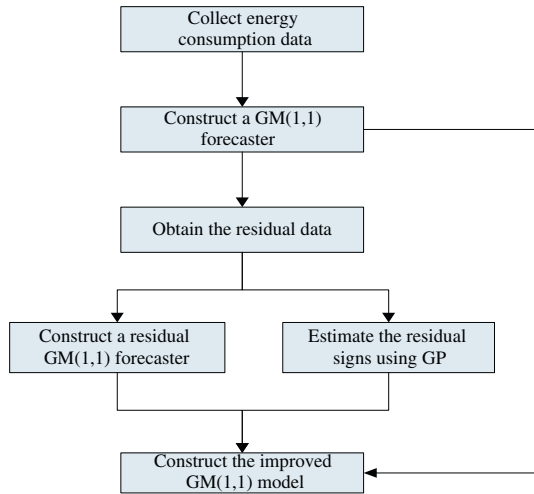 Collect energy
consumption data
Construct a GM(1,1)
forecaster
Obtain the residual data
Construct a residual
GM(1,1) forecaster
Estimate the residual
signs using GP
Construct the improved
GM(1,1) model